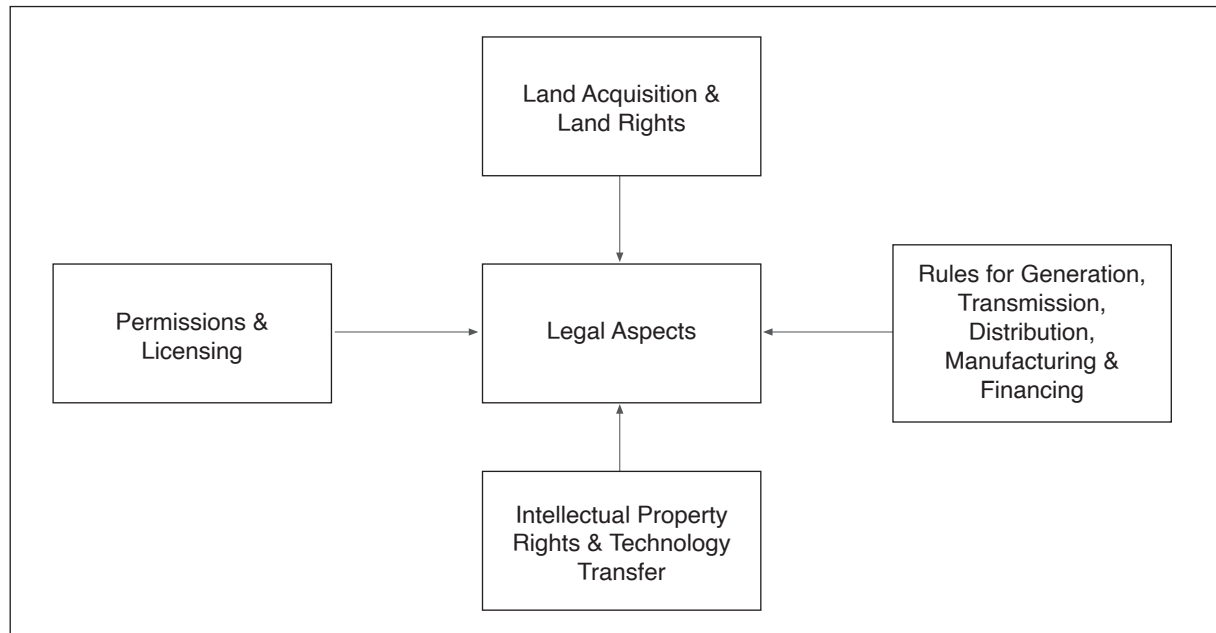 Land Acquisition &
Land Rights
Permissions &
Licensing
Legal Aspects
Rules for Generation,
Transmission,
Distribution,
Manufacturing &
Financing
Intellectual Property
Rights & Technology
Transfer